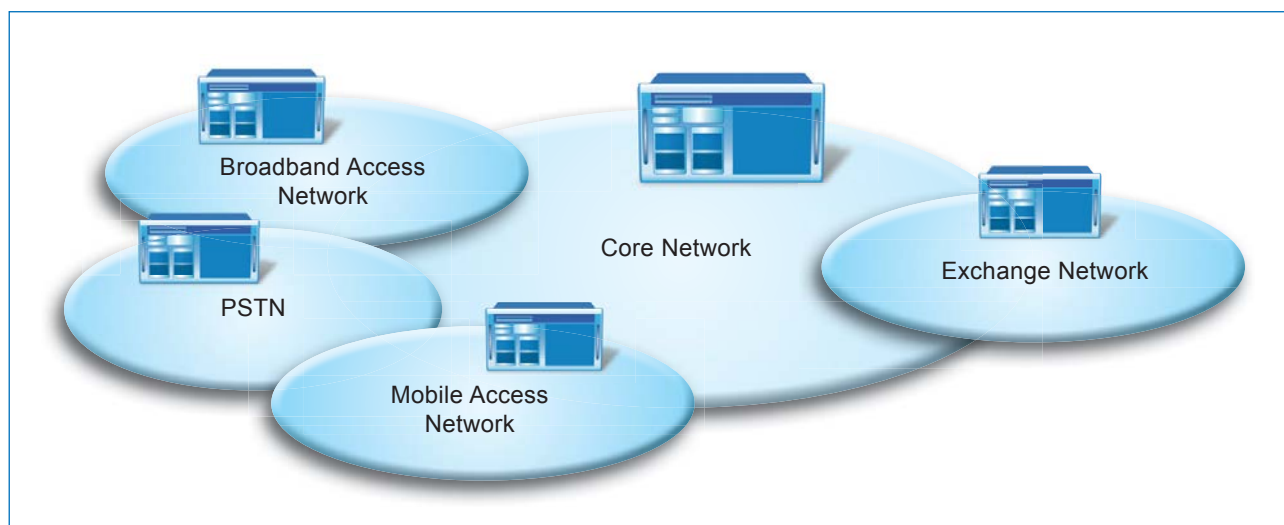 Broadband Access
Network
PSTN
Mobile Access
Network
Core Network
Exchange Network